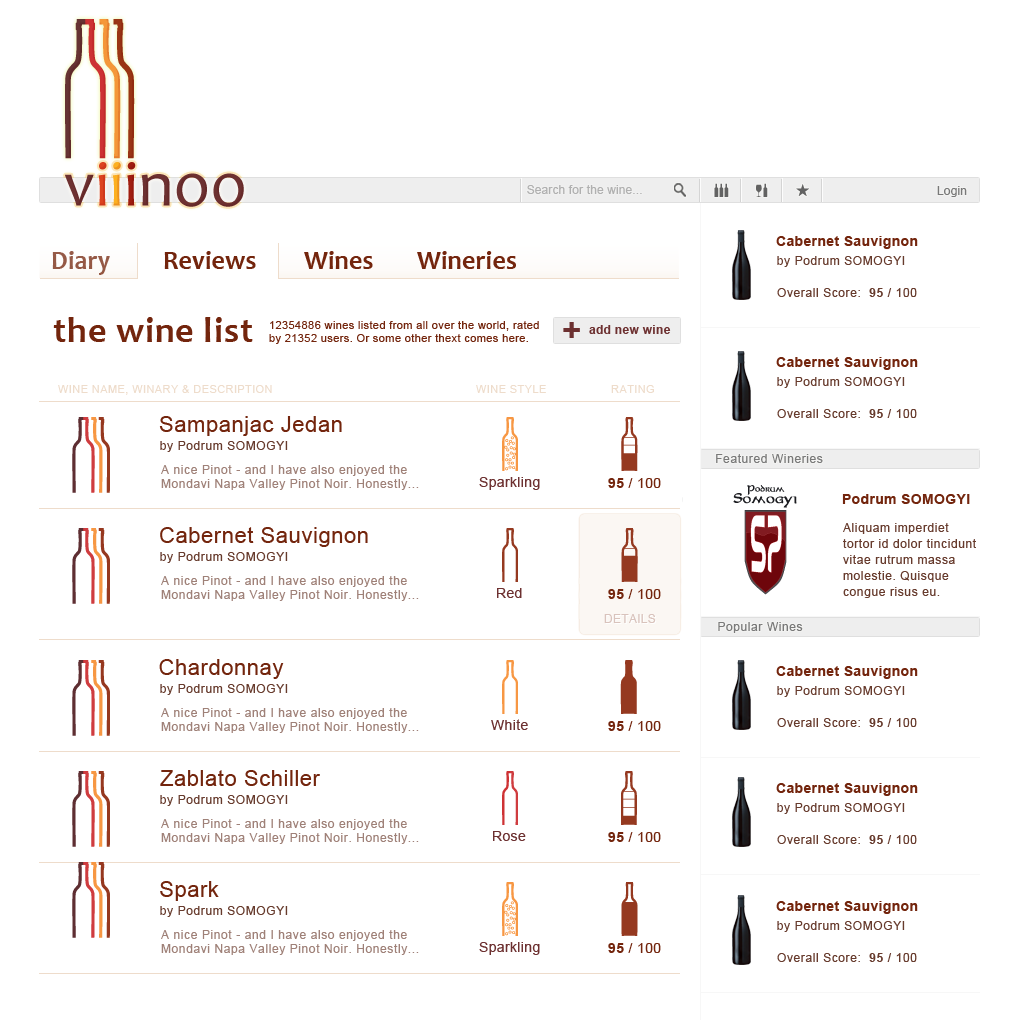 viinoo
Search for the wine...
Login
Diary
Reviews
Wines
Wineries
the wine list
12354886 wines listed from all over the world, rated
by 21352 users. Or some other thext comes here.
add new wine
WINE NAME, WINARY & DESCRIPTION
WINE STYLE
RATING
Sampanjac Jedan
by Podrum SOMOGYI
A nice Pinot - and I have also enjoyed the
Mondavi Napa Valley Pinot Noir. Honestly...
Sparkling
95 / 100
Cabernet Sauvignon
by Podrum SOMOGYI
A nice Pinot - and I have also enjoyed the
Mondavi Napa Valley Pinot Noir. Honestly...
Red
95 / 100
DETAILS
Chardonnay
by Podrum SOMOGYI
A nice Pinot - and I have also enjoyed the
Mondavi Napa Valley Pinot Noir. Honestly...
White
95 / 100
Zablato Schiller
by Podrum SOMOGYI
A nice Pinot - and I have also enjoyed the
Mondavi Napa Valley Pinot Noir. Honestly...
Rose
95 / 100
Spark
by Podrum SOMOGYI
A nice Pinot - and I have also enjoyed the
Mondavi Napa Valley Pinot Noir. Honestly...
Sparkling
95 / 100
Cabernet Sauvignon
by Podrum SOMOGYI
Overall Score: 95 / 100
Cabernet Sauvignon
by Podrum SOMOGYI
Overall Score: 95 / 100
Featured Wineries
Podrum
Somogyi
Podrum SOMOGYI
Aliquam imperdiet
tortor id dolor tincidunt
vitae rutrum massa
molestie. Quisque
congue risus eu.
Popular Wines
Cabernet Sauvignon
by Podrum SOMOGYI
Overall Score: 95 / 100
Cabernet Sauvignon
by Podrum SOMOGYI
Overall Score: 95 / 100
Cabernet Sauvignon
by Podrum SOMOGYI
Overall Score: 95 / 100